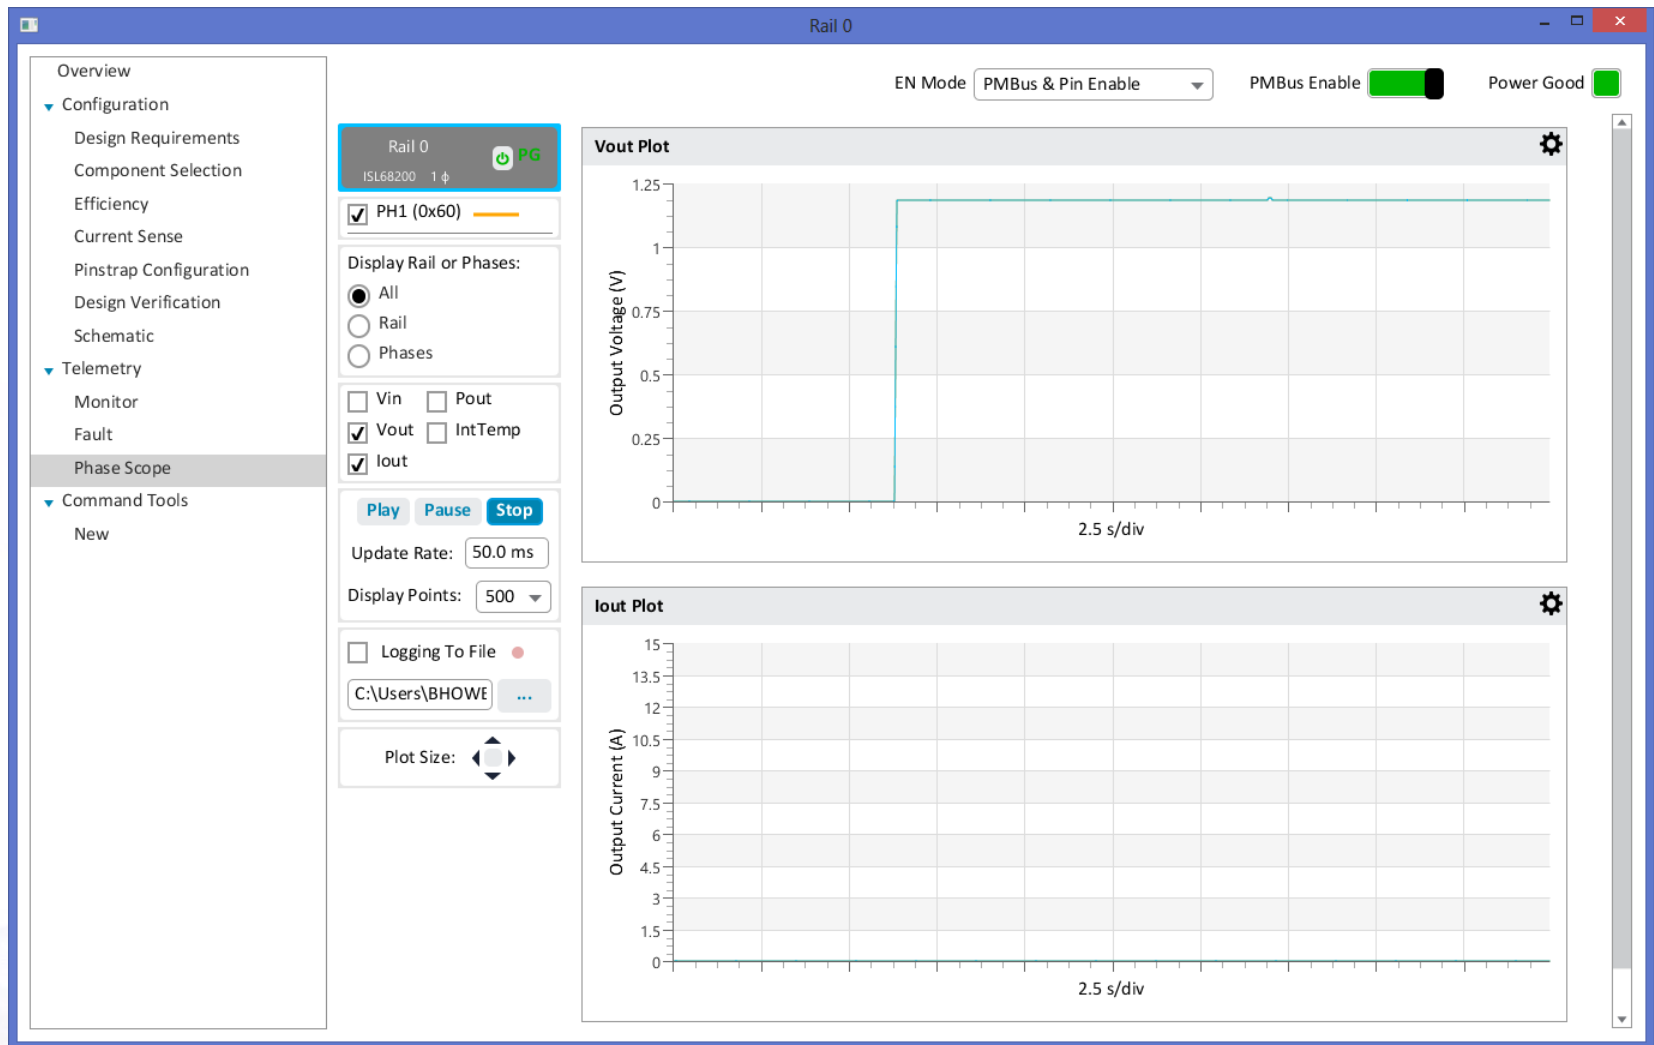 Rail 0
Overview
Configuration
Design Requirements
Component Selection
Efficiency
Current Sense
Pinstrap Configuration
Design Verification
Schematic
Telemetry
Monitor
Fault
Phase Scope
Command Tools
New
EN Mode PMBus & Pin Enable PMBus Enable Power Good
Rail 0 PG
ISL68200 1 ϕ
PH1 (0x60)
Display Rail or Phases:
All
Rail
Phases
Vin Pout
Vout IntTemp
Iout
Play Pause Stop
Update Rate: 50.0 ms
Display Points: 500
Logging To File
C:\Users\BHOWE ...
Plot Size:
Vout Plot
1.25
1
0.75
0.5
0.25
0
Output Voltage (V)
2.5 s/div
Iout Plot
15
13.5
12
10.5
9
7.5
6
4.5
3
1.5
0
Output Current (A)
2.5 s/div